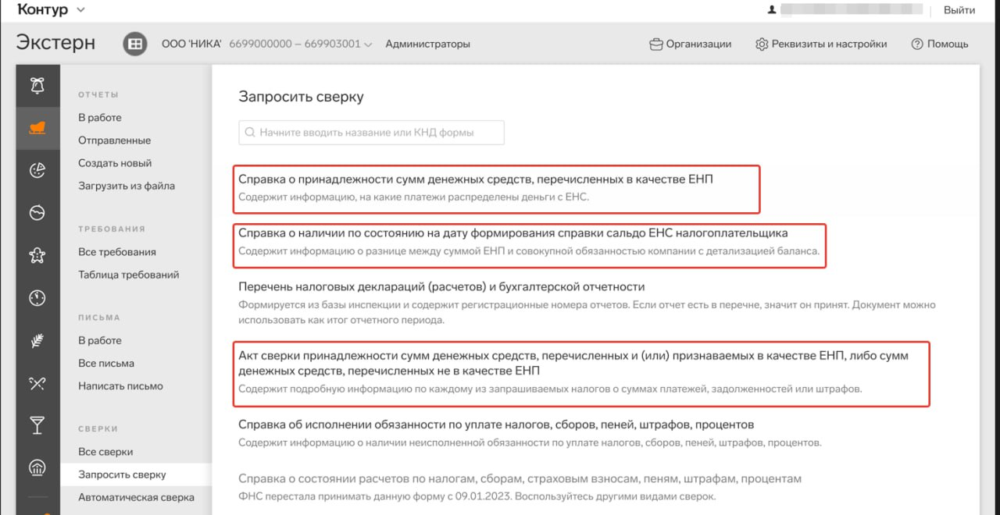 Контур
Выйти
Экстерн
ООО 'НИКА' 6699000000 – 669903001
Администраторы
Организации
Реквизиты и настройки
Помощь
ОТЧЕТЫ
В работе
Отправленные
Создать новый
Загрузить из файла
ТРЕБОВАНИЯ
Все требования
Таблица требований
ПИСЬМА
В работе
Все письма
Написать письмо
СВЕРКИ
Все сверки
Запросить сверку
Автоматическая сверка
Запросить сверку
Начните вводить название или КНД формы
Справка о принадлежности сумм денежных средств, перечисленных в качестве ЕНП
Содержит информацию, на какие платежи распределены деньги с ЕНС.
Справка о наличии по состоянию на дату формирования справки сальдо ЕНС налогоплательщика
Содержит информацию о разнице между суммой ЕНП и совокупной обязанностью компании с детализацией баланса.
Перечень налоговых деклараций (расчетов) и бухгалтерской отчетности
Формируется из базы инспекции и содержит регистрационные номера отчетов. Если отчет есть в перечне, значит он принят. Документ можно
использовать как итог отчетного периода.
Акт сверки принадлежности сумм денежных средств, перечисленных и (или) признаваемых в качестве ЕНП, либо сумм
денежных средств, перечисленных не в качестве ЕНП
Содержит подробную информацию по каждому из запрашиваемых налогов о суммах платежей, задолженностей или штрафов.
Справка об исполнении обязанности по уплате налогов, сборов, пеней, штрафов, процентов
Содержит информацию о наличии неисполненной обязанности по уплате налогов, сборов, пеней, штрафов, процентов.
Справка о состоянии расчетов по налогам, сборам, страховым взносам, пеням, штрафам, процентам
ФНС перестала принимать данную форму с 09.01.2023. Воспользуйтесь другими видами сверок.